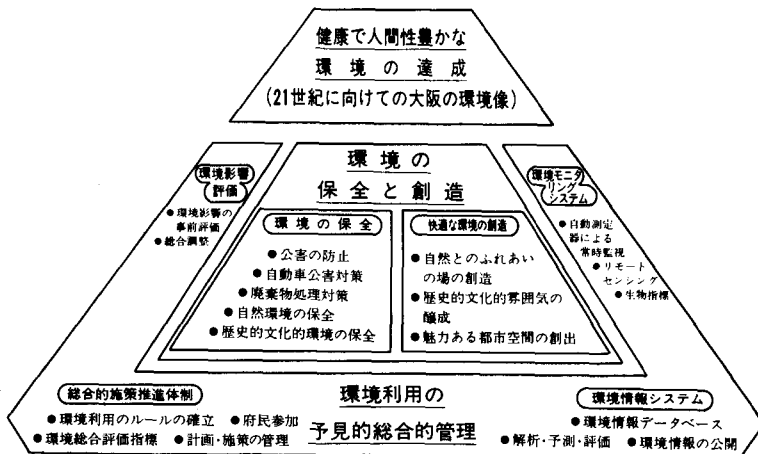 健康で人間性豊かな
環境の達成
(21世紀に向けての大阪の環境像)
環境影響
評価
●環境影響の
事前評価
●総合調整
環境の
保全と創造
環境の保全
●公害の防止
●自動車公害対策
●廃棄物処理対策
●自然環境の保全
●歴史的文化的環境の保全
快適な環境の創造
●自然とのふれあい
の場の創造
●歴史的文化的雰囲気の
醸成
●魅力ある都市空間の創出
環境モニタ
リング
システム
●自動測定
器による
常時監視
●リモート
センシング
●生物指標
総合的施策推進体制
●環境利用のルールの確立 ●府民参加
●環境総合評価指標 ●計画・施策の管理
環境利用の
予見的総合的管理
環境情報システム
●環境情報データベース
●解析・予測・評価 ●環境情報の公開